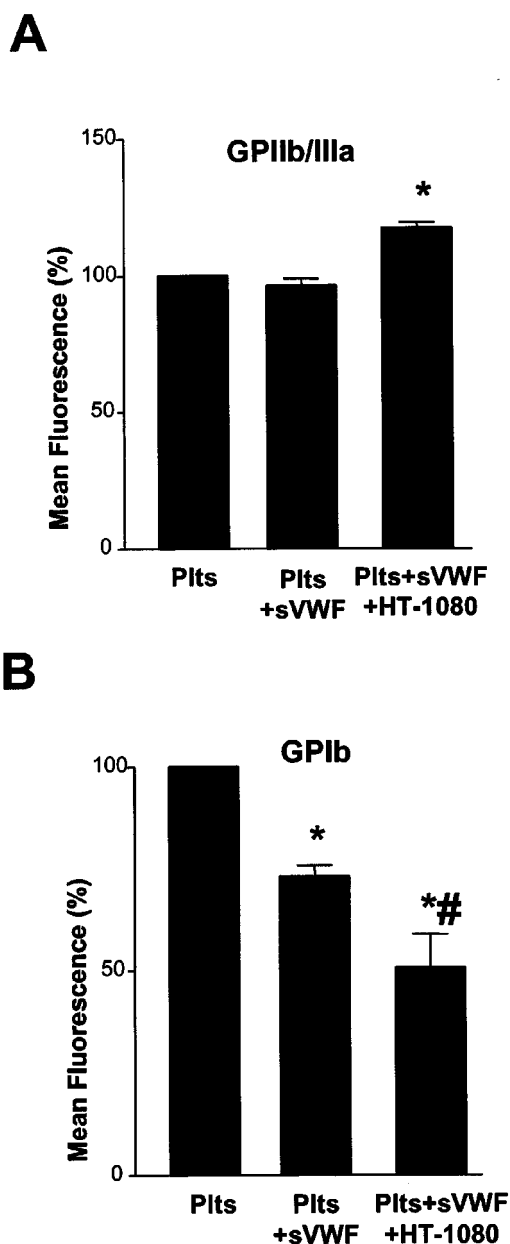 A
GPIIb/IIIa
150
*
100
50
0
Mean Fluorescence (%)
Plts
Plts
+sVWF
Plts+sVWF
+HT-1080
B
GPIb
100
*
*#
50
0
Mean Fluorescence (%)
Plts
Plts
+sVWF
Plts+sVWF
+HT-1080